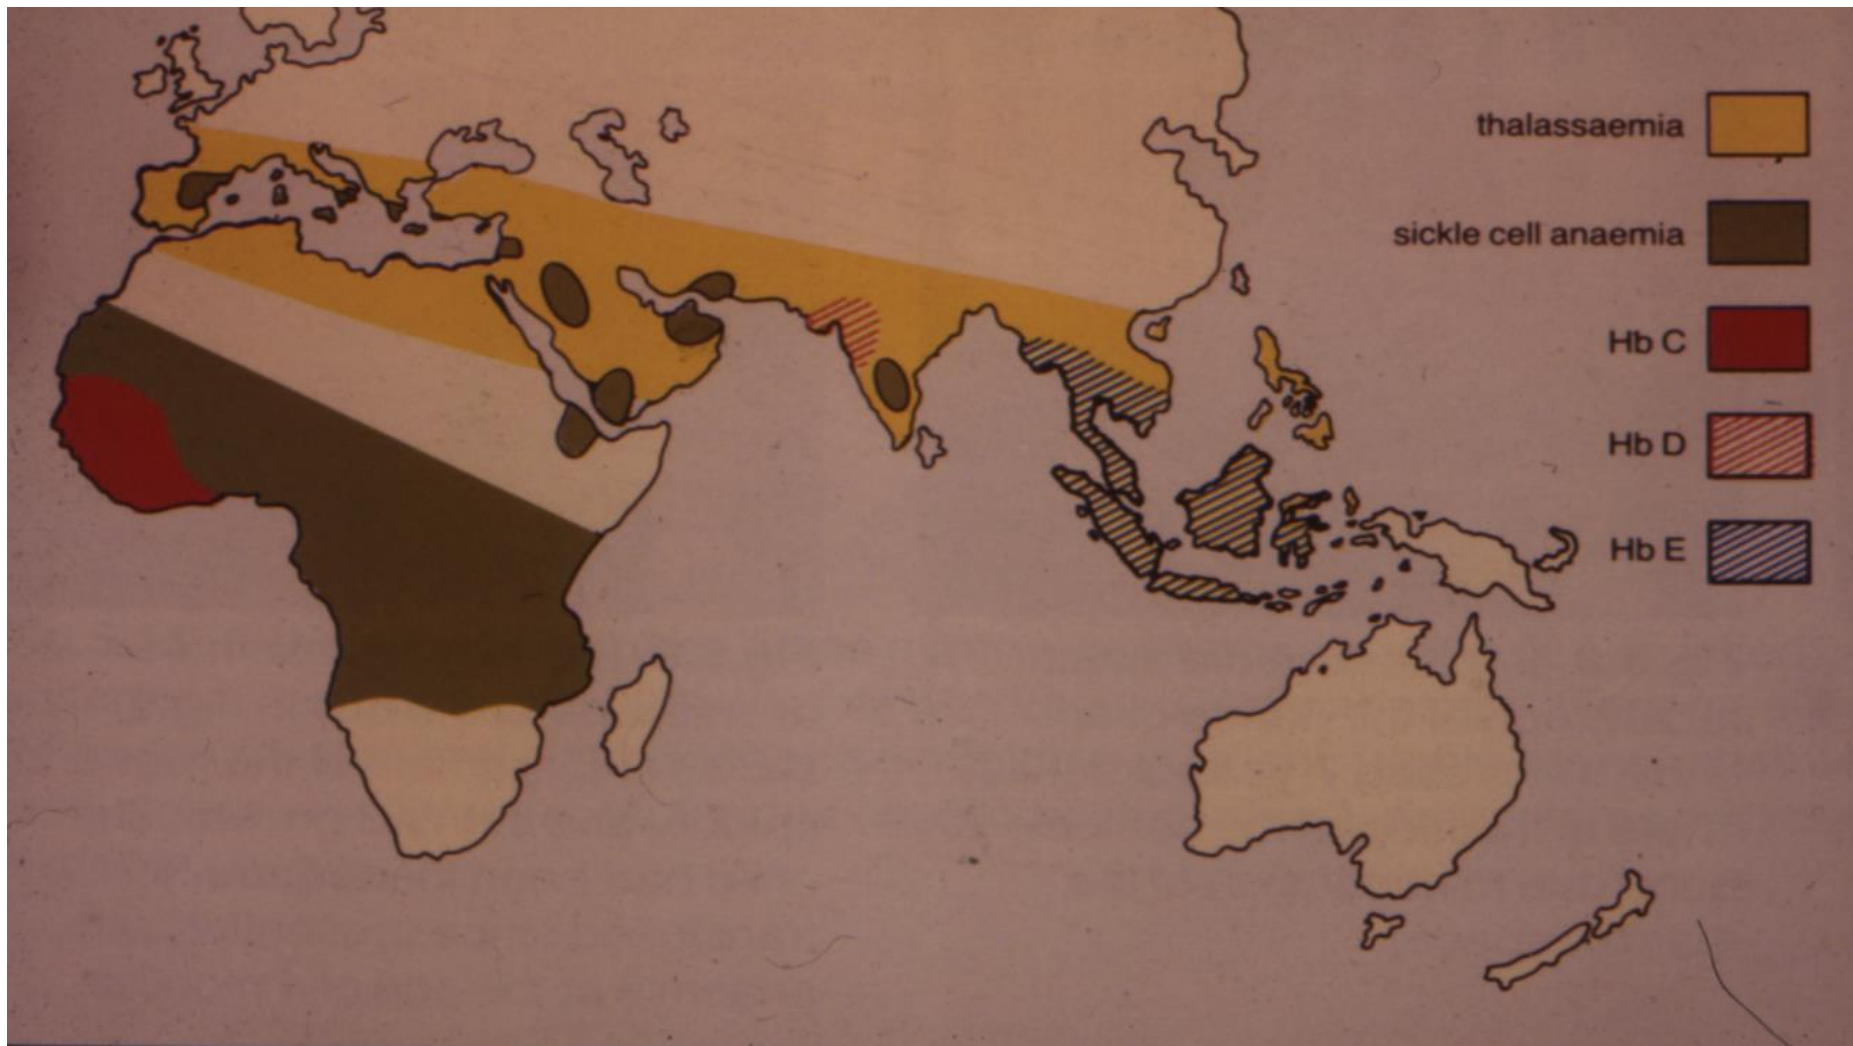 thalassaemia
sickle cell anaemia
Hb C
Hb D
Hb E